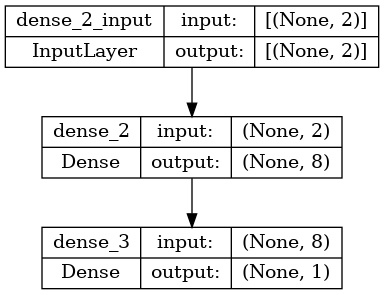 dense_2_input input: [(None, 2)]
InputLayer output: [(None, 2)]
dense_2 input: (None, 2)
Dense output: (None, 8)
dense_3 input: (None, 8)
Dense output: (None, 1)